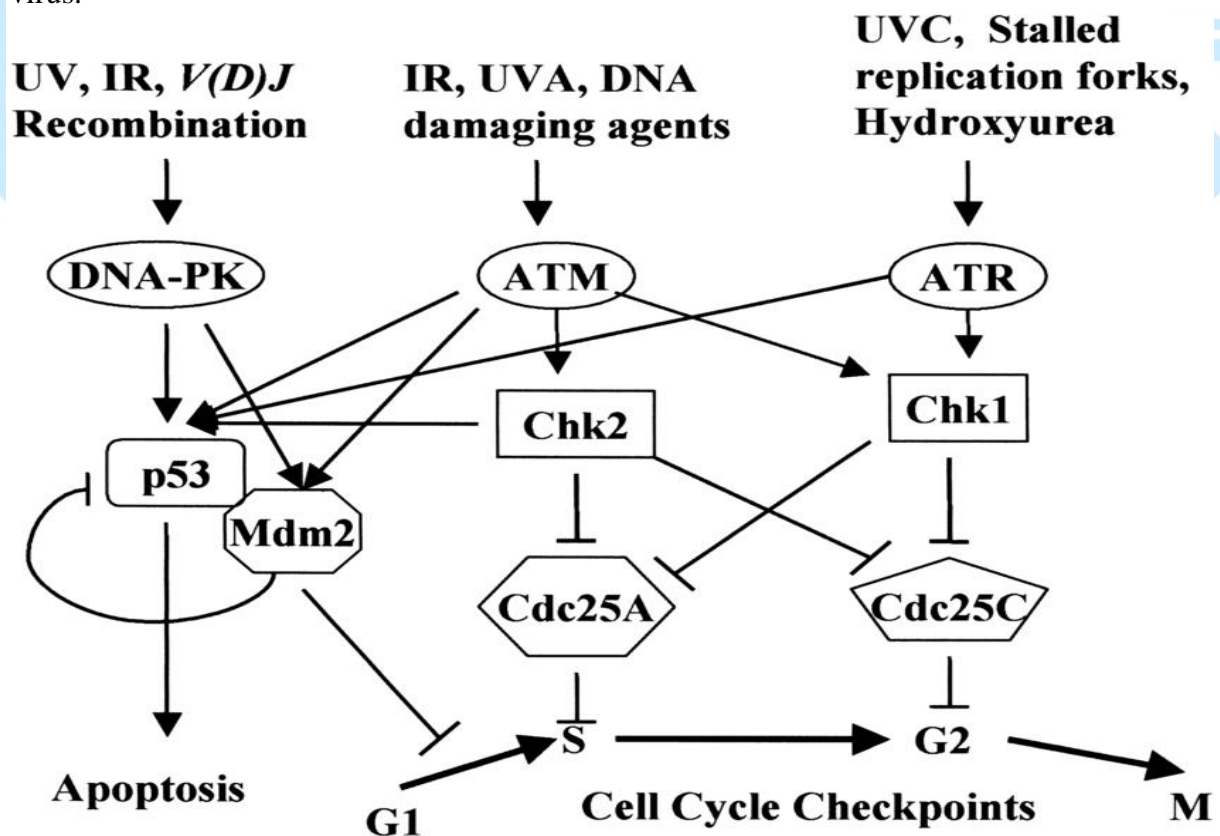 virus.
UV, IR, V(D)J
Recombination
IR, UVA, DNA
damaging agents
UVC, Stalled
replication forks,
Hydroxyurea
DNA-PK
ATM
ATR
Chk2
Chk1
p53
Mdm2
Cdc25A
Cdc25C
S
G2
Apoptosis
G1
Cell Cycle Checkpoints
M